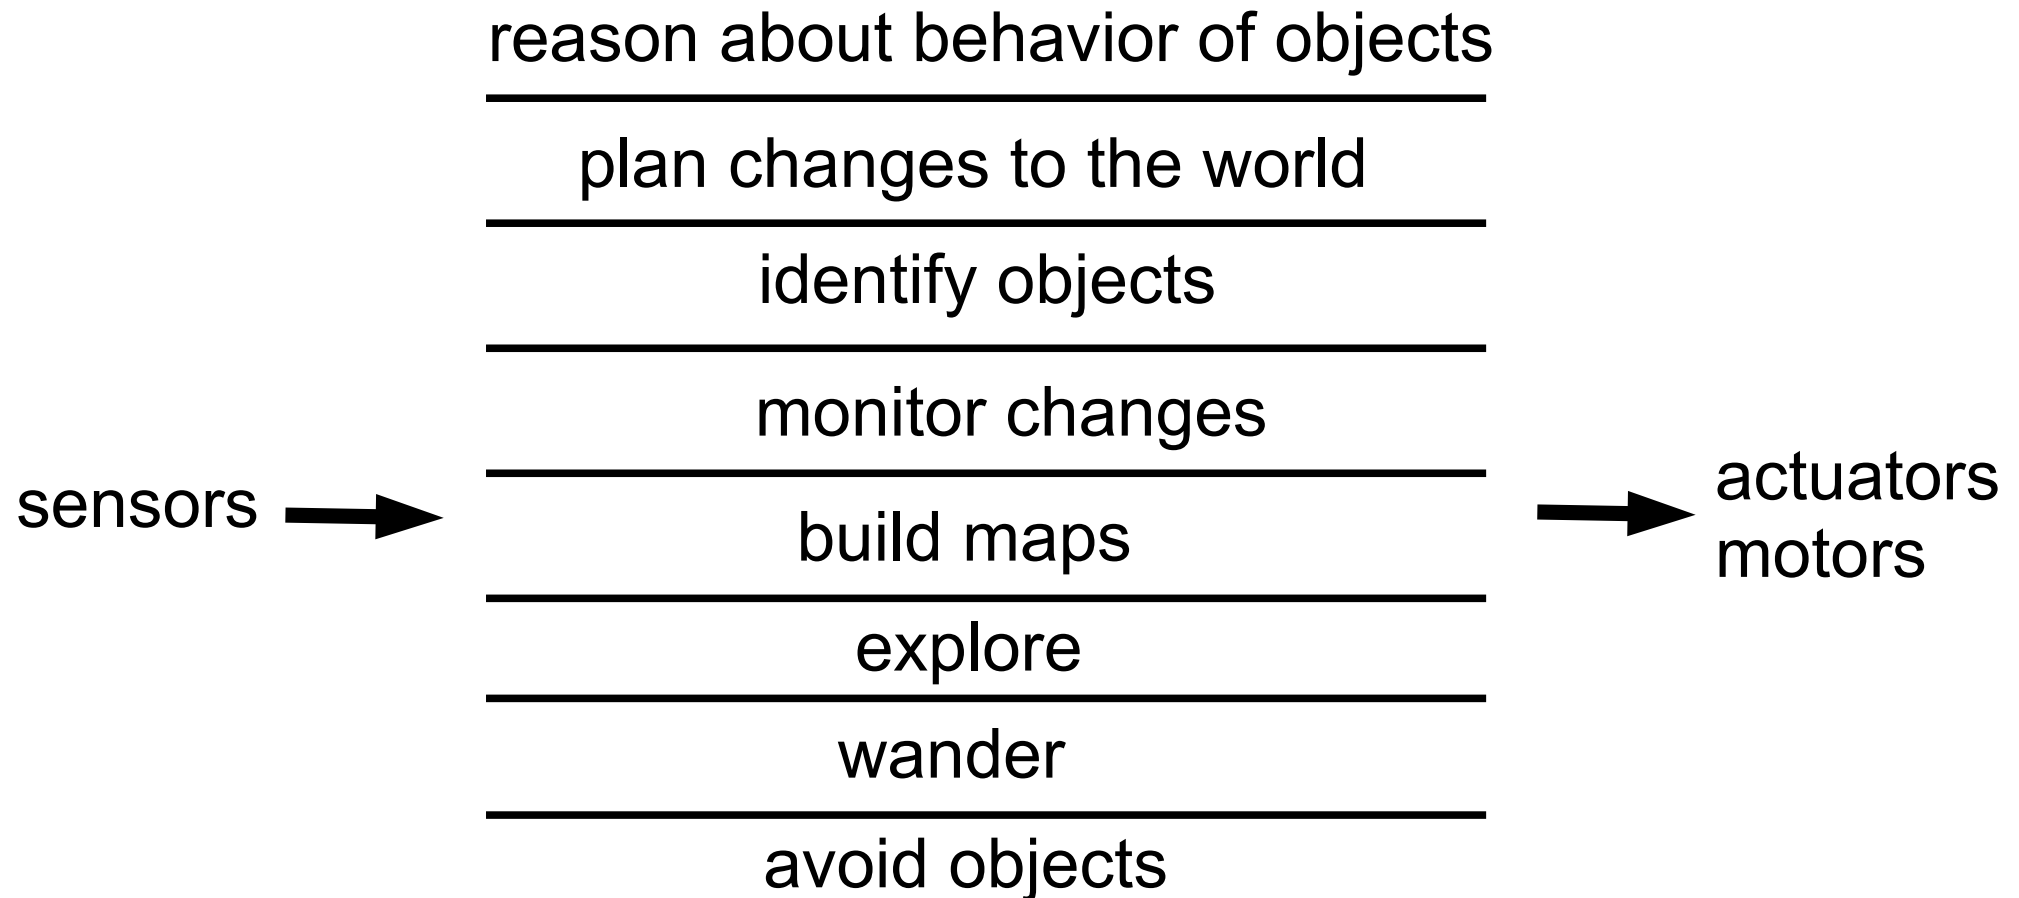 reason about behavior of objects
plan changes to the world
identify objects
monitor changes
sensors
build maps
actuators
motors
explore
wander
avoid objects